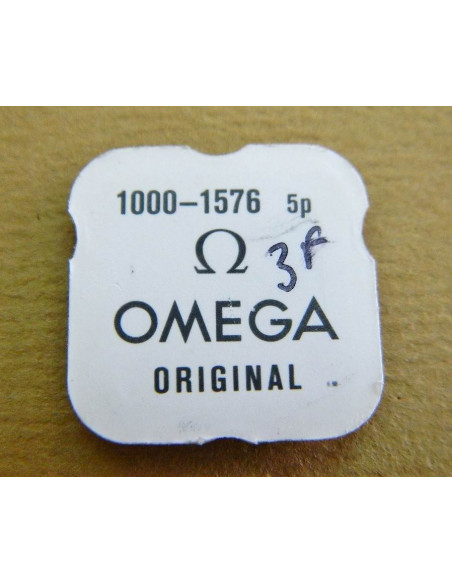 1000–1576 5p
Ω
3F
OMEGA
ORIGINAL